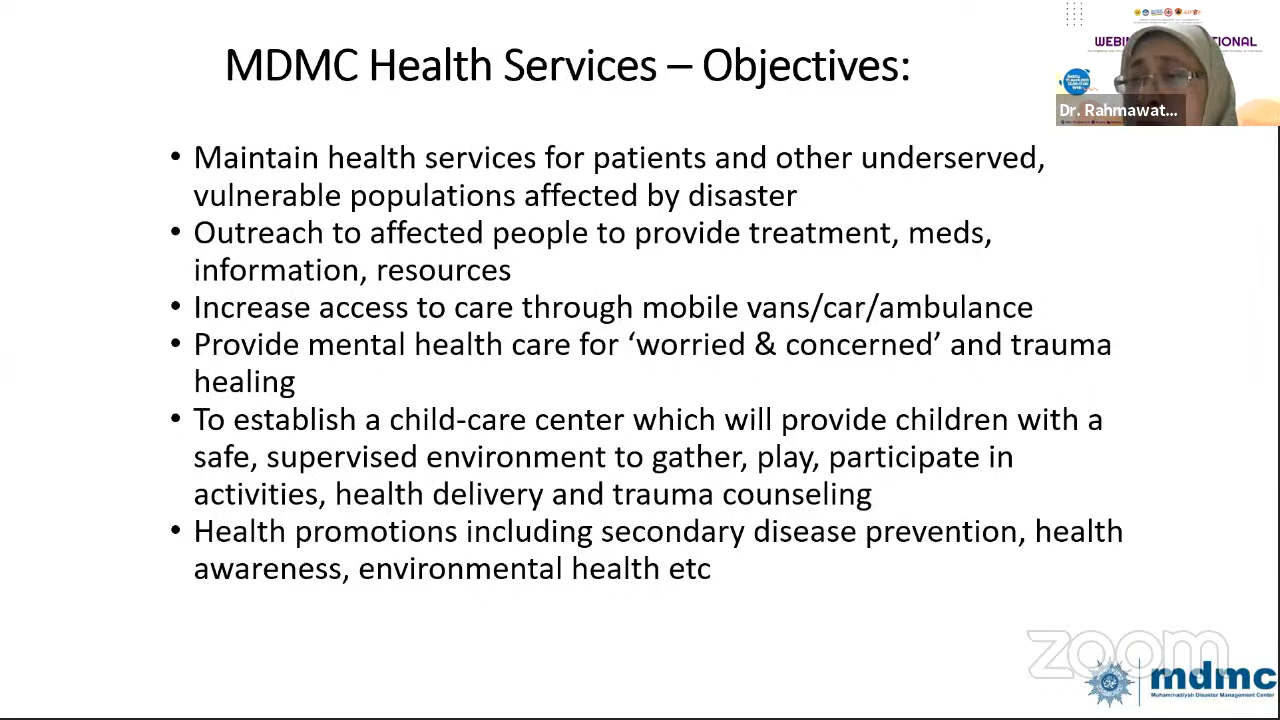 MDMC Health Services – Objectives:
WEBI
TIONAL
Dr. Rahmawat...
• Maintain health services for patients and other underserved,
vulnerable populations affected by disaster
• Outreach to affected people to provide treatment, meds,
information, resources
• Increase access to care through mobile vans/car/ambulance
• Provide mental health care for ‘worried & concerned’ and trauma
healing
• To establish a child-care center which will provide children with a
safe, supervised environment to gather, play, participate in
activities, health delivery and trauma counseling
• Health promotions including secondary disease prevention, health
awareness, environmental health etc
zoom
mdmc
Muhammadiyah Disaster Management Center